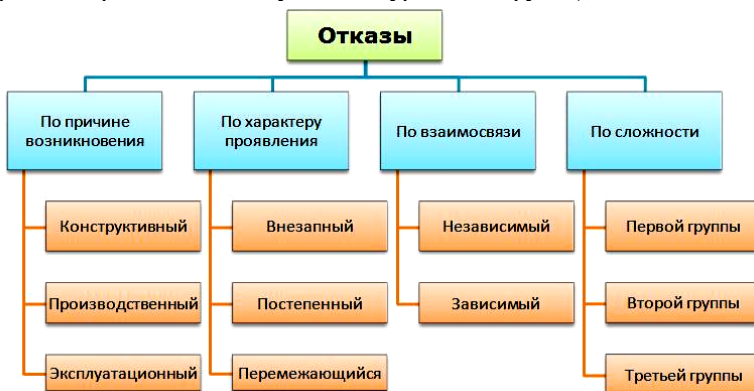 Отказы
По причине
возникновения
По характеру
проявления
По взаимосвязи
По сложности
Конструктивный
Внезапный
Независимый
Первой группы
Производственный
Постепенный
Зависимый
Второй группы
Эксплуатационный
Перемежающийся
Третьей группы